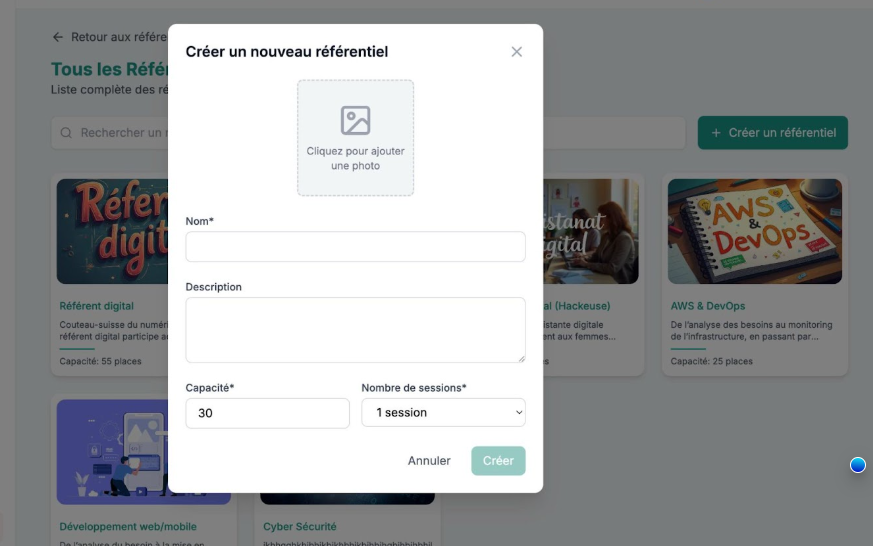 Retour aux référe
Créer un nouveau référentiel
Tous les Référ
Liste complète des ré
Cliquez pour ajouter
une photo
Rechercher un r
+ Créer un référentiel
Nom*
Référ
digit
istanat
igital
AWS
&
DevOps
Description
Référent digital
al (Hackeuse)
AWS & DevOps
Couteau-suisse du numéri
istante digitale
De l'analyse des besoins au monitoring
référent digital participe ac
ent aux femmes...
de l'infrastructure, en passant par...
Capacité: 55 places
s
Capacité: 25 places
Capacité*
Nombre de sessions*
30
1 session
Annuler
Créer
Développement web/mobile
Cyber Sécurité
De l'analyse du besoin à la mise en